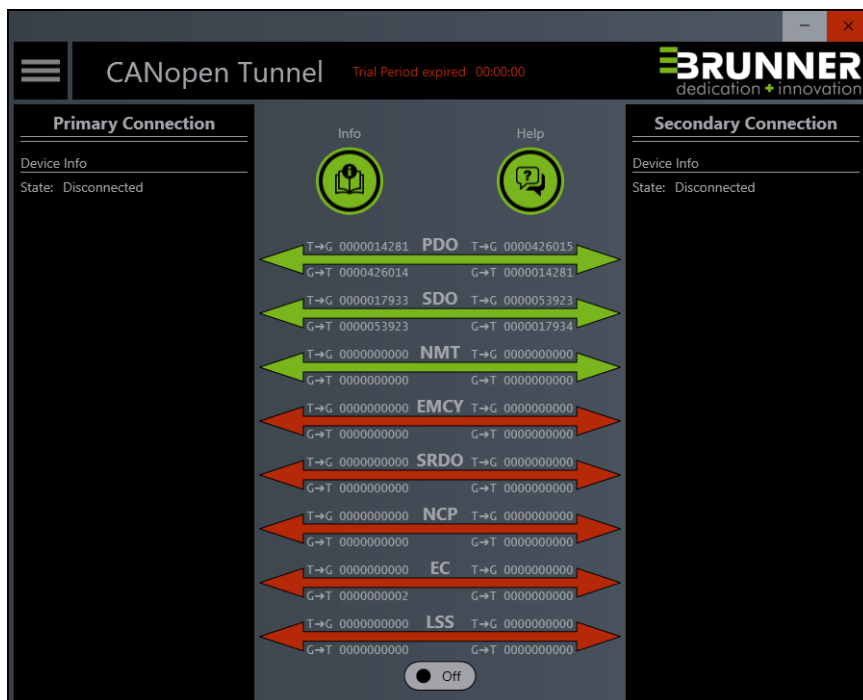 CANopen Tunnel Trial Period expired 00:00:00
BRUNNER
dedication + innovation
Primary Connection
Device Info
State: Disconnected
Info Help
T→G 0000014281 PDO T→G 0000426015
G→T 0000426014 G→T 0000014281
T→G 0000017933 SDO T→G 0000053923
G→T 0000053923 G→T 0000017934
T→G 0000000000 NMT T→G 0000000000
G→T 0000000000 G→T 0000000000
T→G 0000000000 EMCY T→G 0000000000
G→T 0000000000 G→T 0000000000
T→G 0000000000 SRDO T→G 0000000000
G→T 0000000000 G→T 0000000000
T→G 0000000000 NCP T→G 0000000000
G→T 0000000000 G→T 0000000000
T→G 0000000000 EC T→G 0000000000
G→T 0000000002 G→T 0000000000
T→G 0000000000 LSS T→G 0000000000
G→T 0000000000 G→T 0000000000
Off
Secondary Connection
Device Info
State: Disconnected